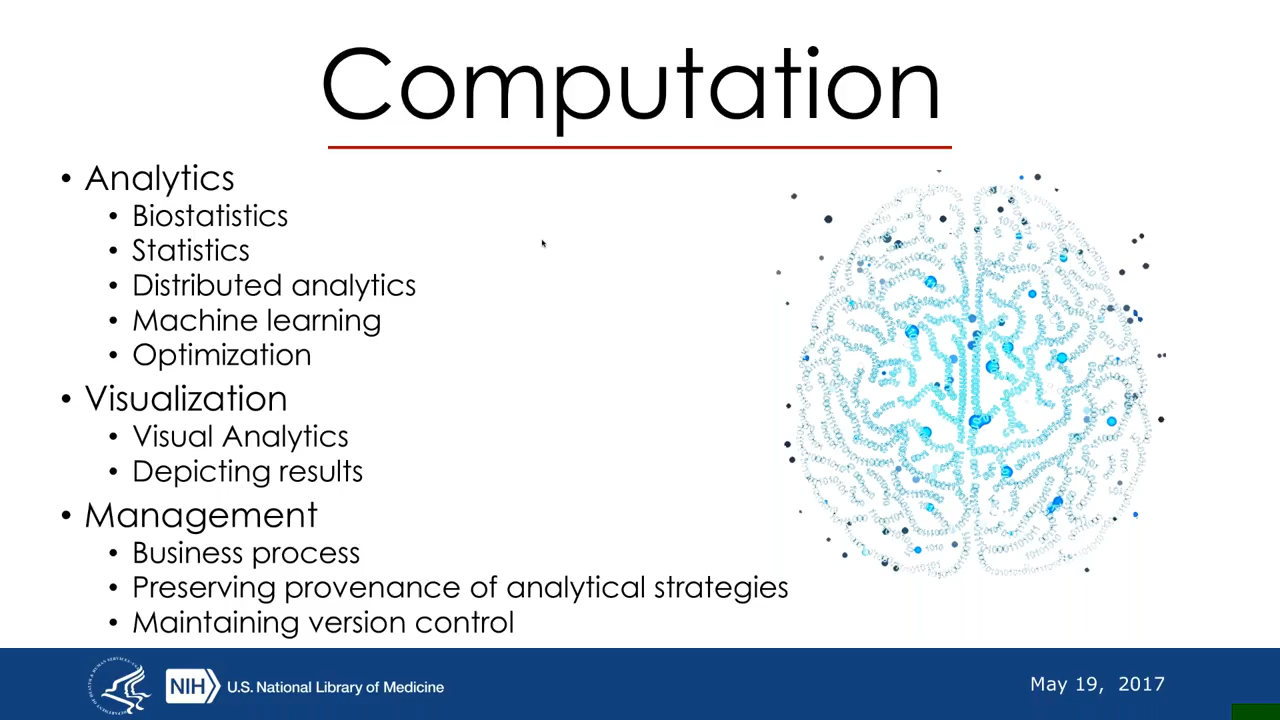 Computation
• Analytics
• Biostatistics
• Statistics
• Distributed analytics
• Machine learning
• Optimization
• Visualization
• Visual Analytics
• Depicting results
• Management
• Business process
• Preserving provenance of analytical strategies
• Maintaining version control
NIH U.S. National Library of Medicine
May 19, 2017